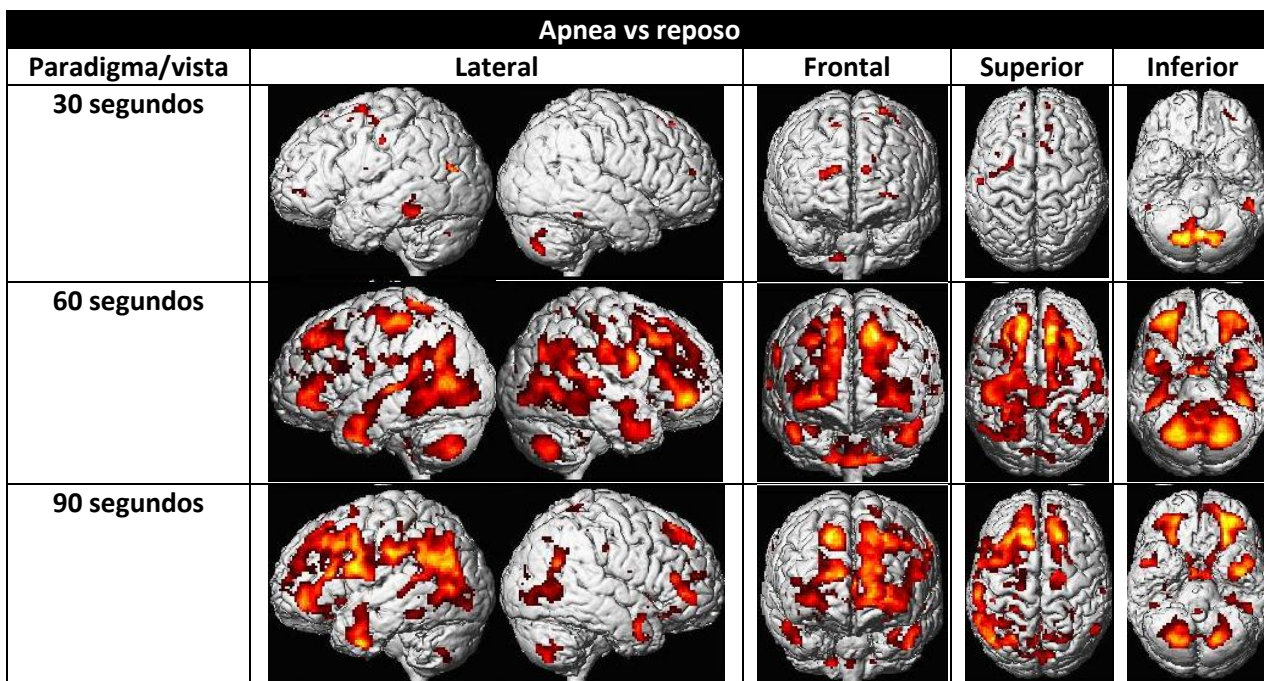 Apnea vs reposo
Paradigma/vista Lateral Frontal Superior Inferior
30 segundos
60 segundos
90 segundos